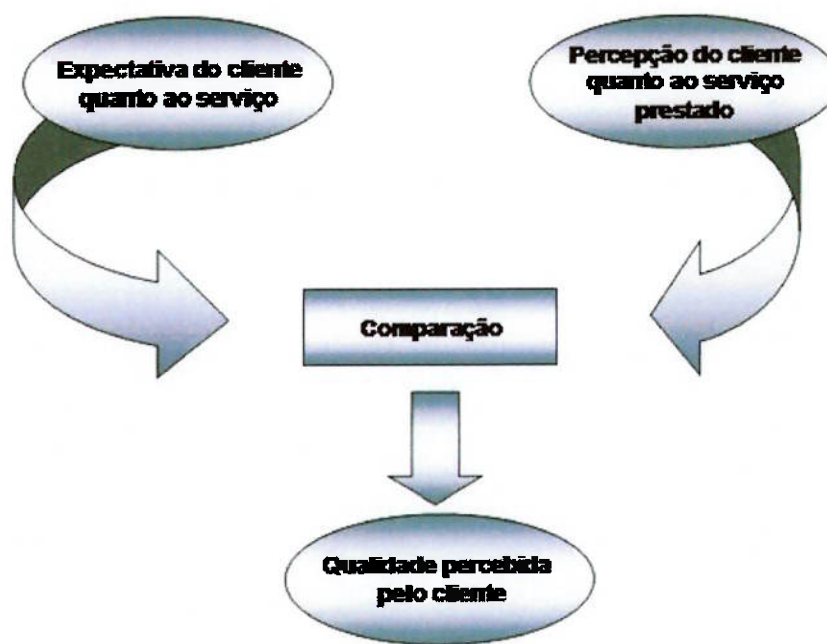 Expectativa do cliente
quanto ao serviço
Percepção do cliente
quanto ao serviço
prestado
Comparação
Qualidade percebida
pelo cliente